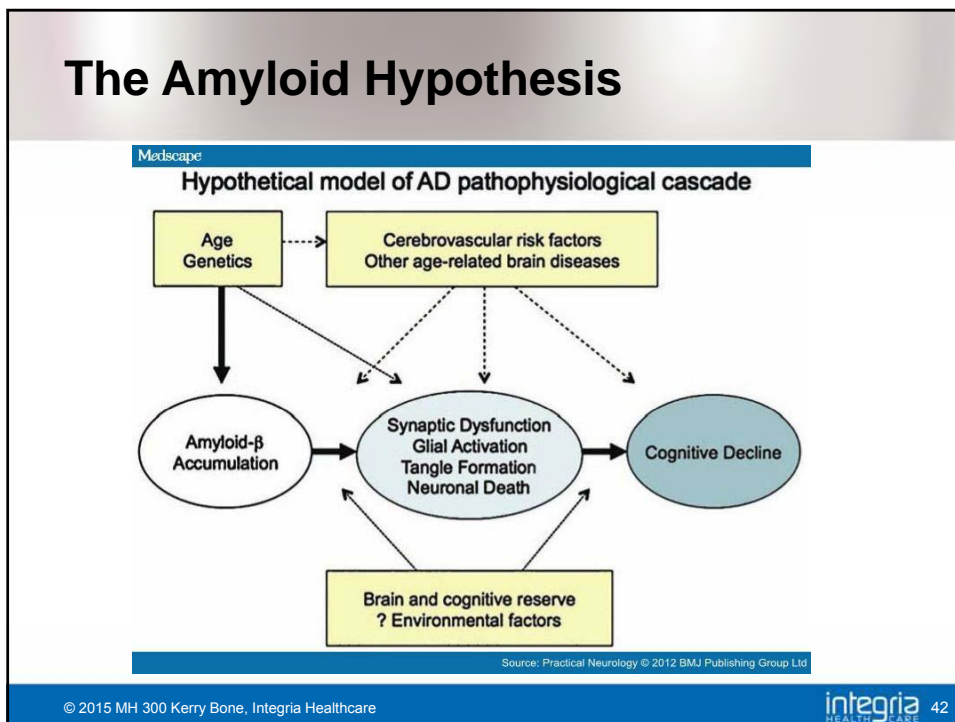 The Amyloid Hypothesis
Medscape
Hypothetical model of AD pathophysiological cascade
Age
Genetics
Cerebrovascular risk factors
Other age-related brain diseases
Amyloid-β
Accumulation
Synaptic Dysfunction
Glial Activation
Tangle Formation
Neuronal Death
Cognitive Decline
Brain and cognitive reserve
? Environmental factors
Source: Practical Neurology © 2012 BMJ Publishing Group Ltd
© 2015 MH 300 Kerry Bone, Integria Healthcare
integria
HEALTHCARE
42